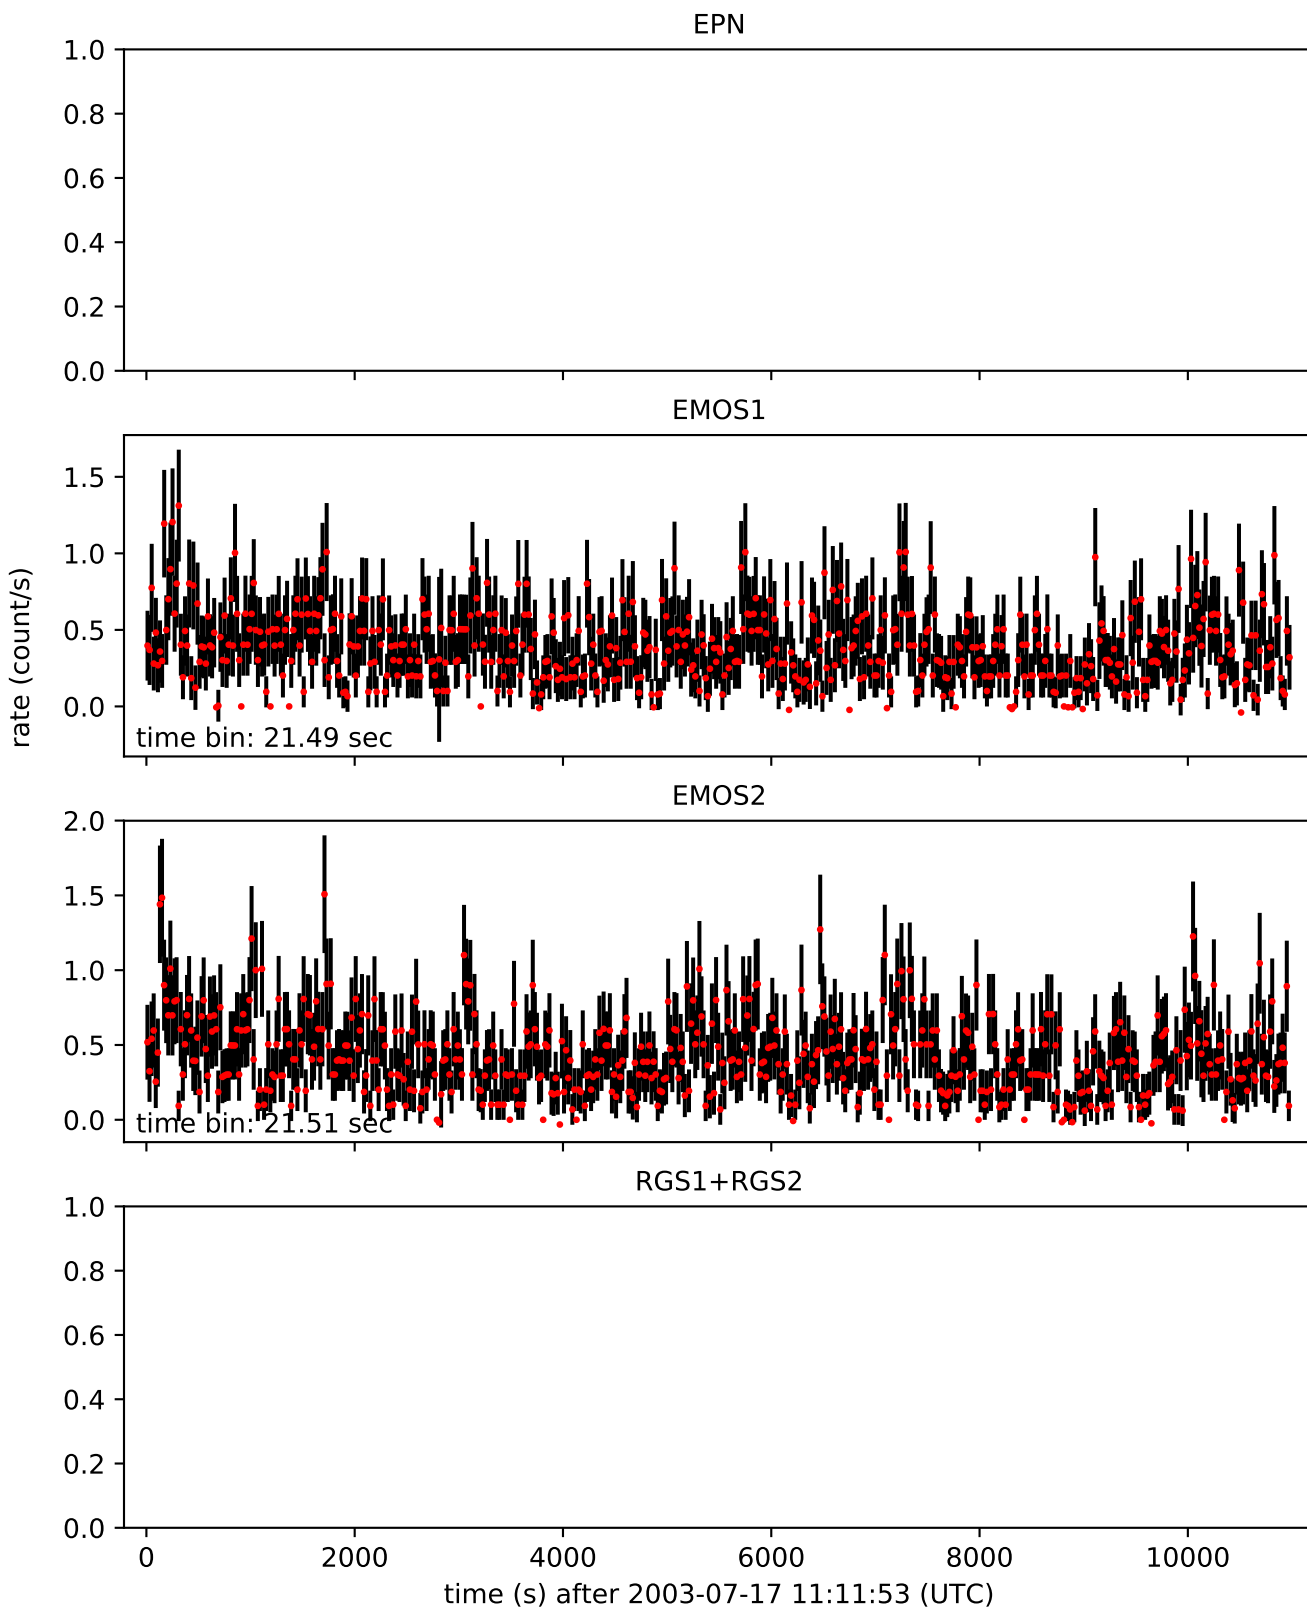 EPN
1.0
0.8
0.6
0.4
0.2
0.0
EMOS1
1.5
1.0
0.5
0.0
time bin: 21.49 sec
rate (count/s)
EMOS2
2.0
1.5
1.0
0.5
0.0
time bin: 21.51 sec
RGS1+RGS2
1.0
0.8
0.6
0.4
0.2
0.0
0 2000 4000 6000 8000 10000
time (s) after 2003-07-17 11:11:53 (UTC)